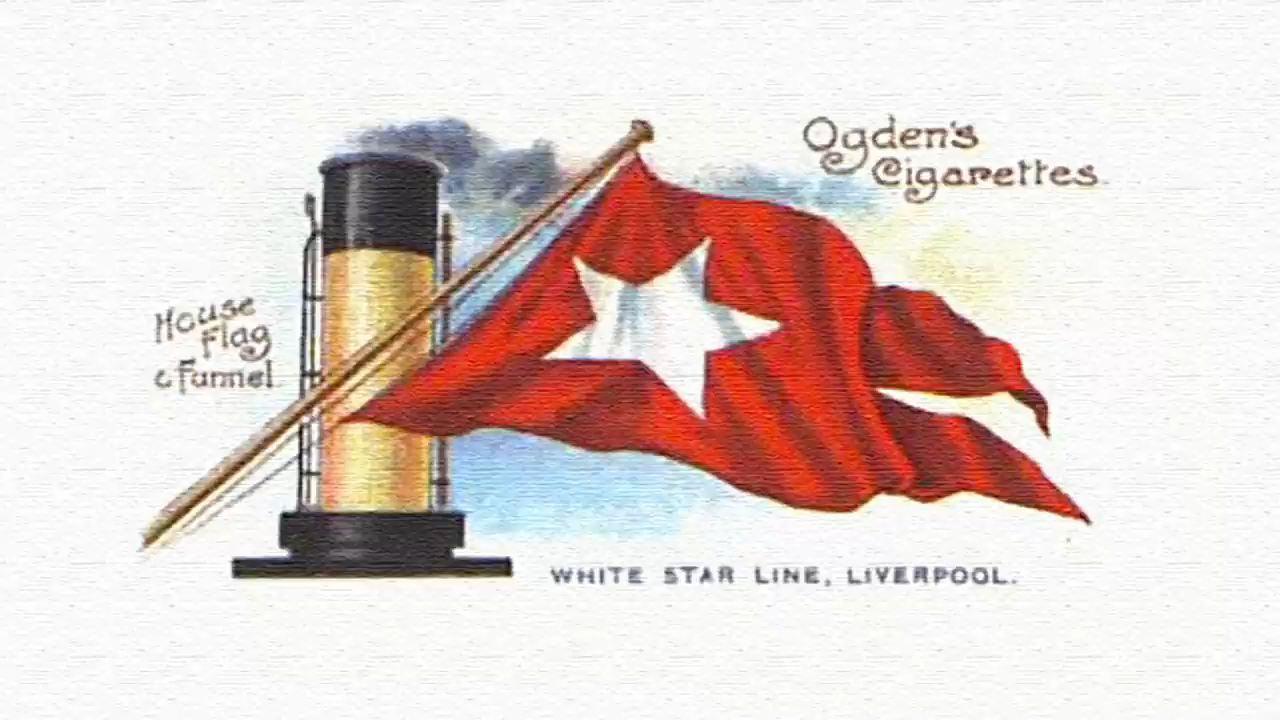 Ogden's
Cigarettes.
House
Flag
& Funnel.
WHITE STAR LINE, LIVERPOOL.